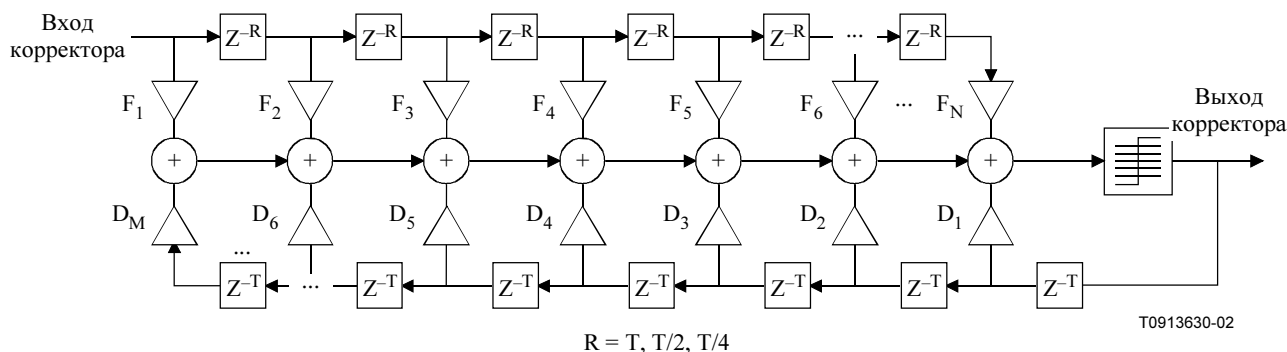 Вход
корректора
Z–R Z–R Z–R Z–R Z–R ... Z–R
F1 F2 F3 F4 F5 F6 ... FN
Выход
корректора
+ + + + + + +
DM D6 D5 D4 D3 D2 D1
...
Z–T ... Z–T Z–T Z–T Z–T Z–T Z–T
T0913630-02
R = T, T/2, T/4